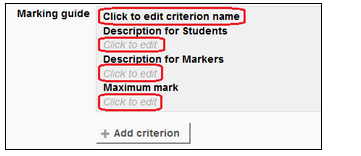 Marking guide
Click to edit criterion name
Description for Students
Click to edit
Description for Markers
Click to edit
Maximum mark
Click to edit
+ Add criterion